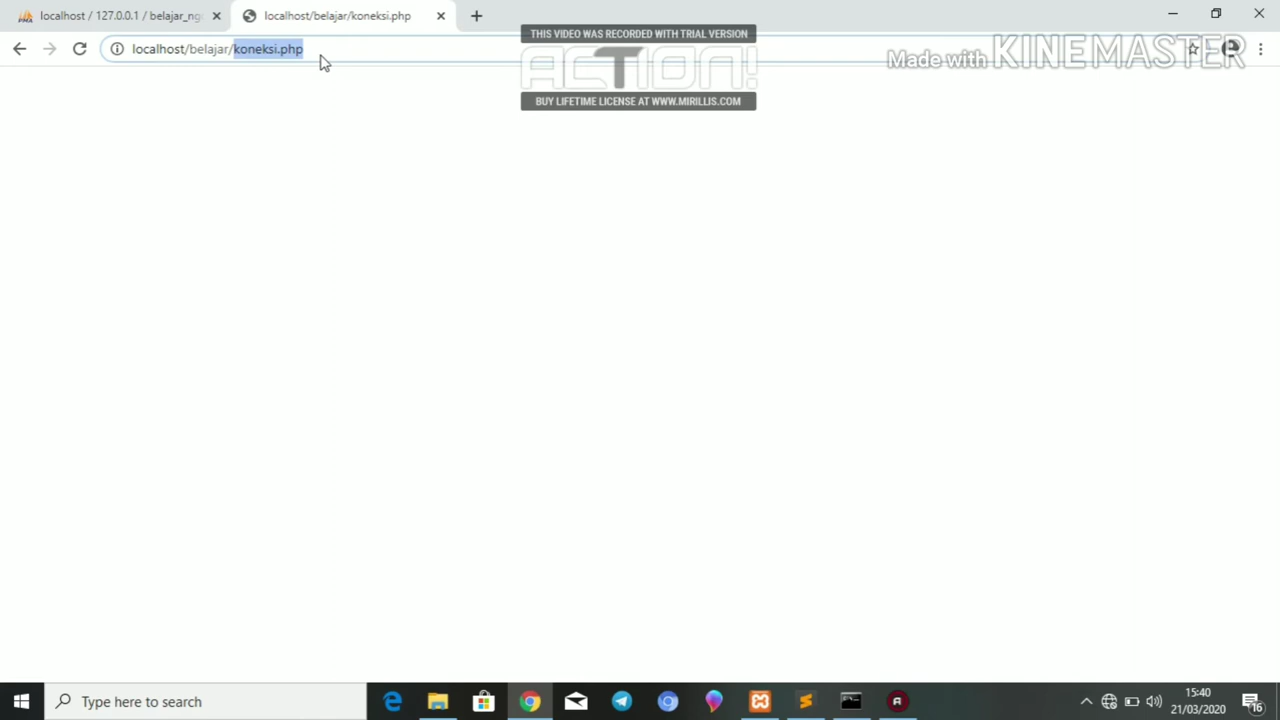 localhost / 127.0.0.1 / belajar_ng
localhost/belajar/koneksi.php
localhost/belajar/koneksi.php
THIS VIDEO WAS RECORDED WITH TRIAL VERSION
ACTION!
BUY LIFETIME LICENSE AT WWW.MIRILLIS.COM
Made with KINEMASTER
Type here to search
15:40
21/03/2020
16